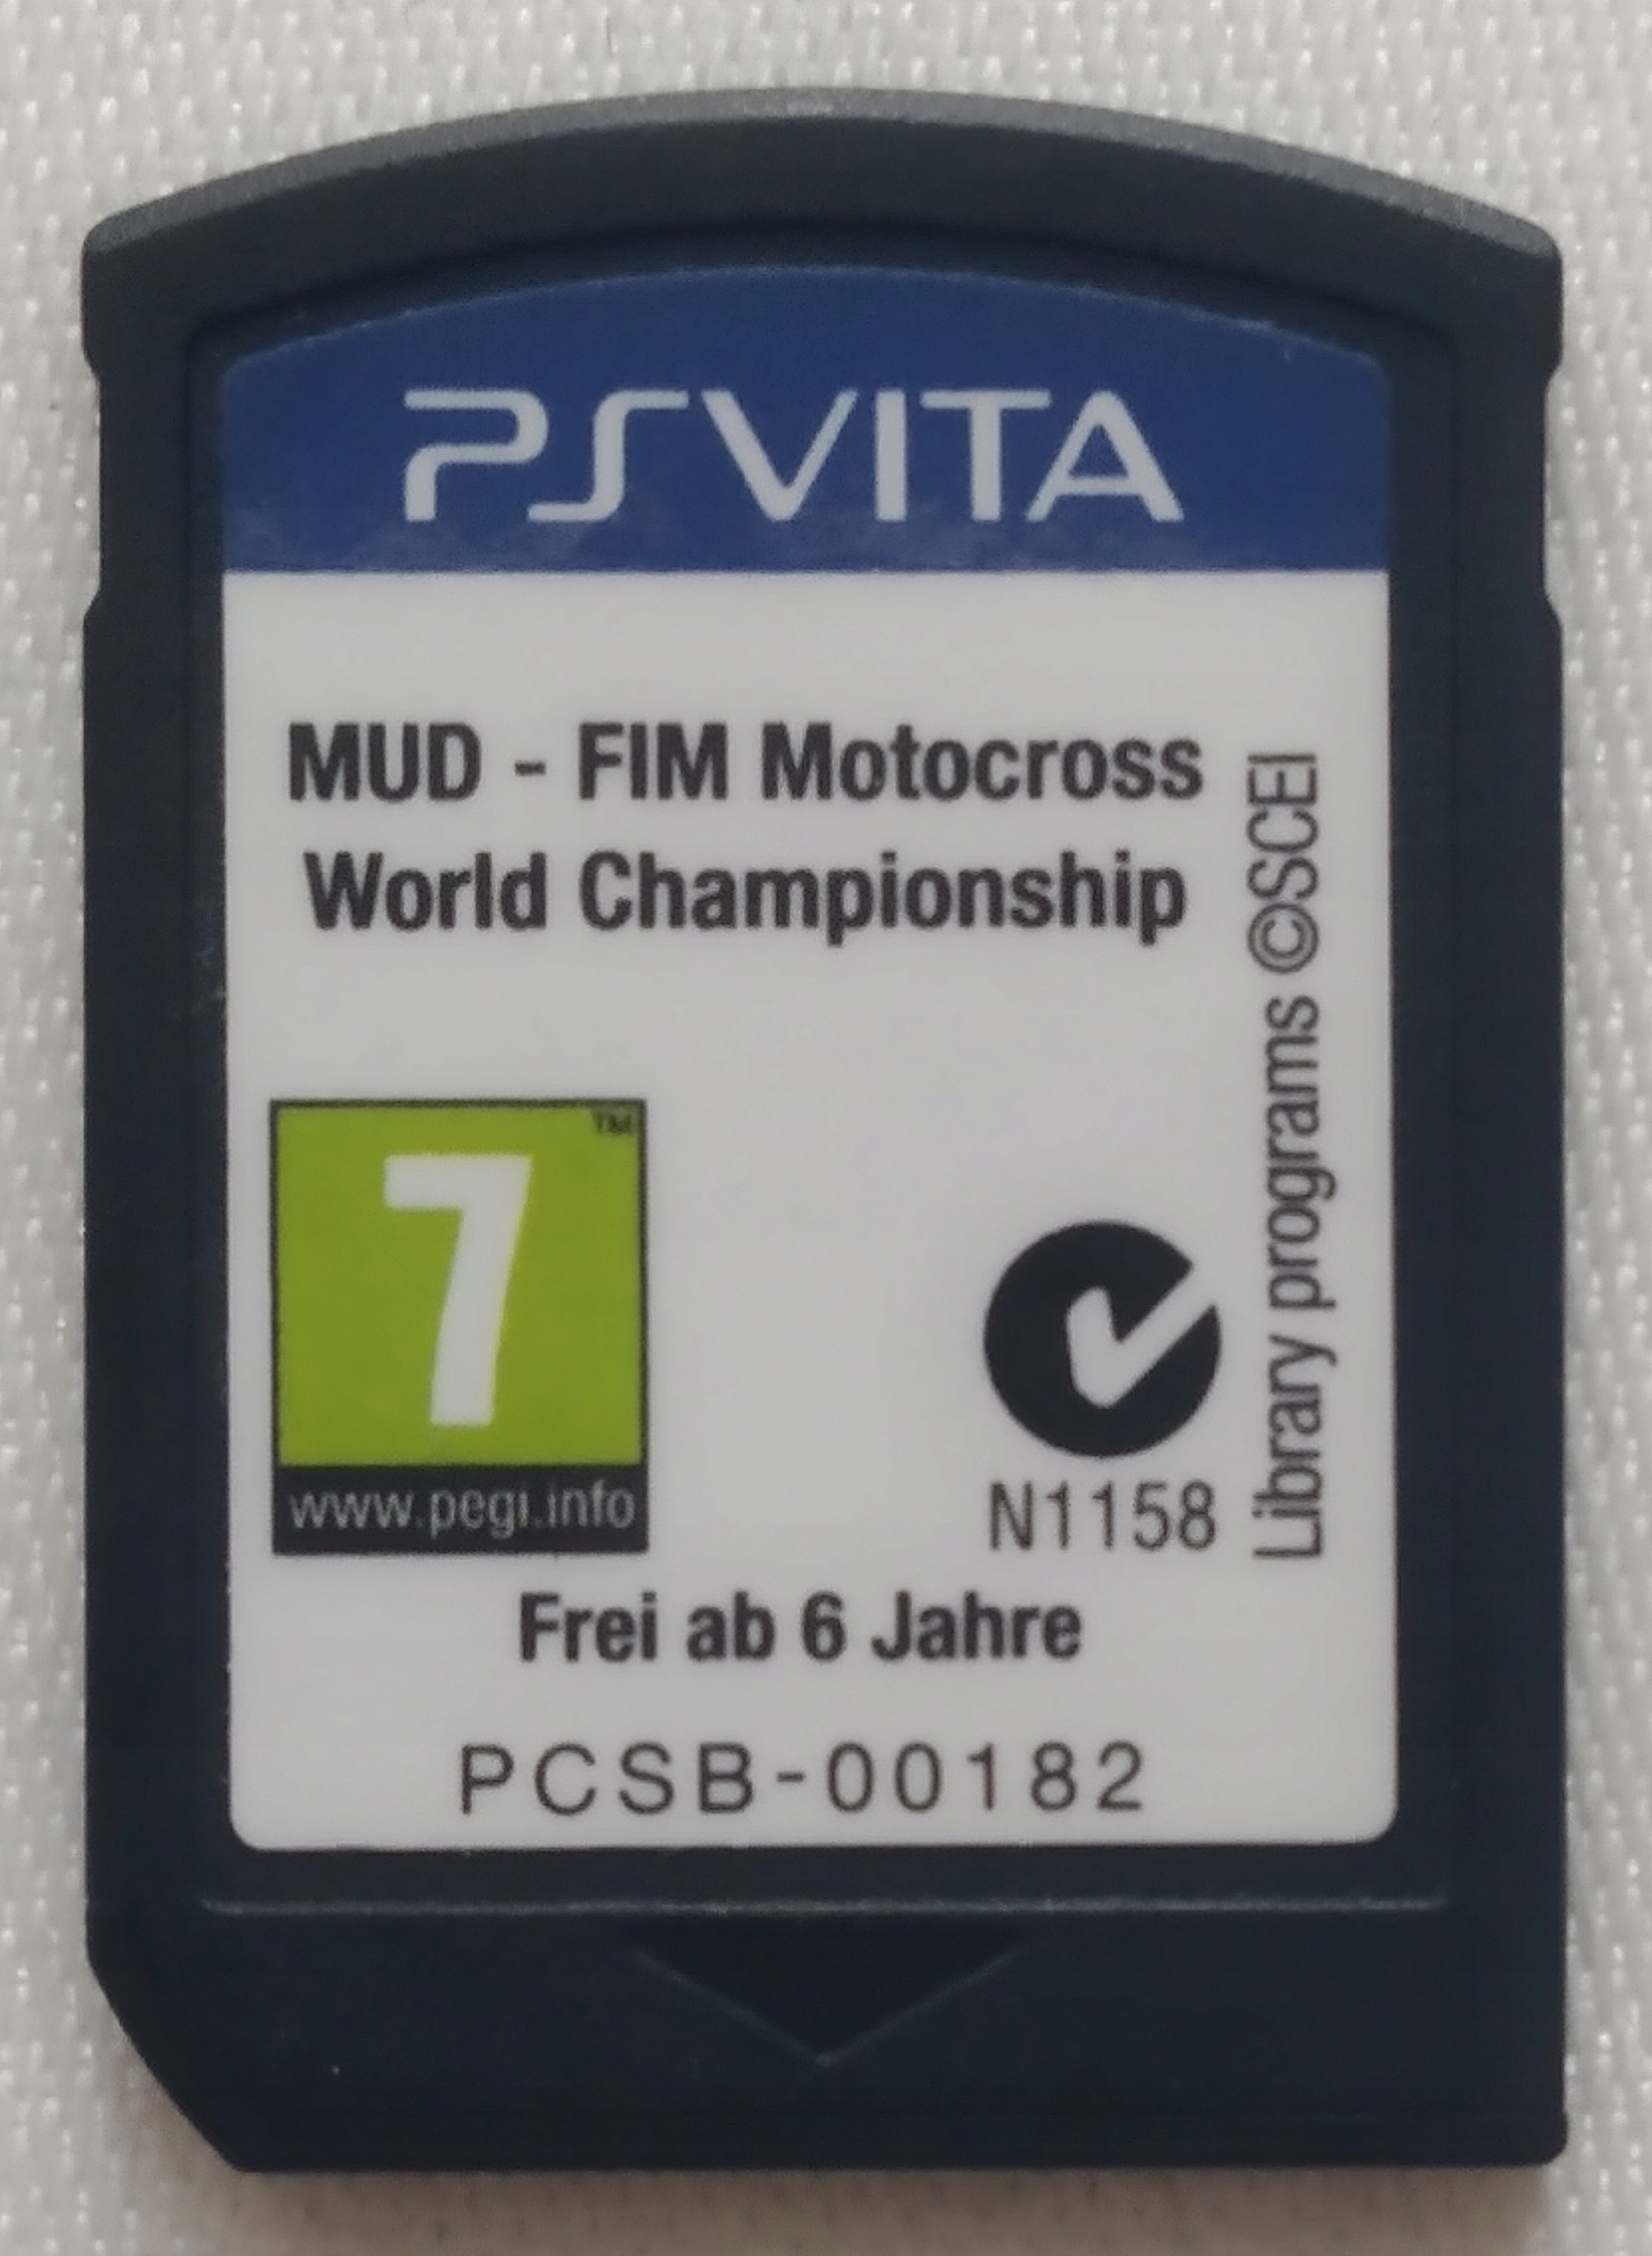 PSVITA
MUD - FIM Motocross
World Championship
Library programs ©SCEI
7
TM
www.pegi.info
N1158
Frei ab 6 Jahre
PCSB-00182